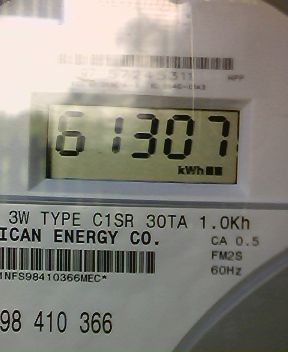 61307
kWh
3W TYPE C1SR 30TA 1.0Kh
ICAN ENERGY CO. CA 0.5
FM2S
1NFS98410366MEC* 60Hz
98 410 366